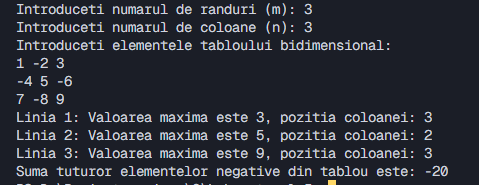 Introduceti numarul de randuri (m): 3
Introduceti numarul de coloane (n): 3
Introduceti elementele tabloului bidimensional:
1 -2 3
-4 5 -6
7 -8 9
Linia 1: Valoarea maxima este 3, pozitia coloanei: 3
Linia 2: Valoarea maxima este 5, pozitia coloanei: 2
Linia 3: Valoarea maxima este 9, pozitia coloanei: 3
Suma tuturor elementelor negative din tablou este: -20